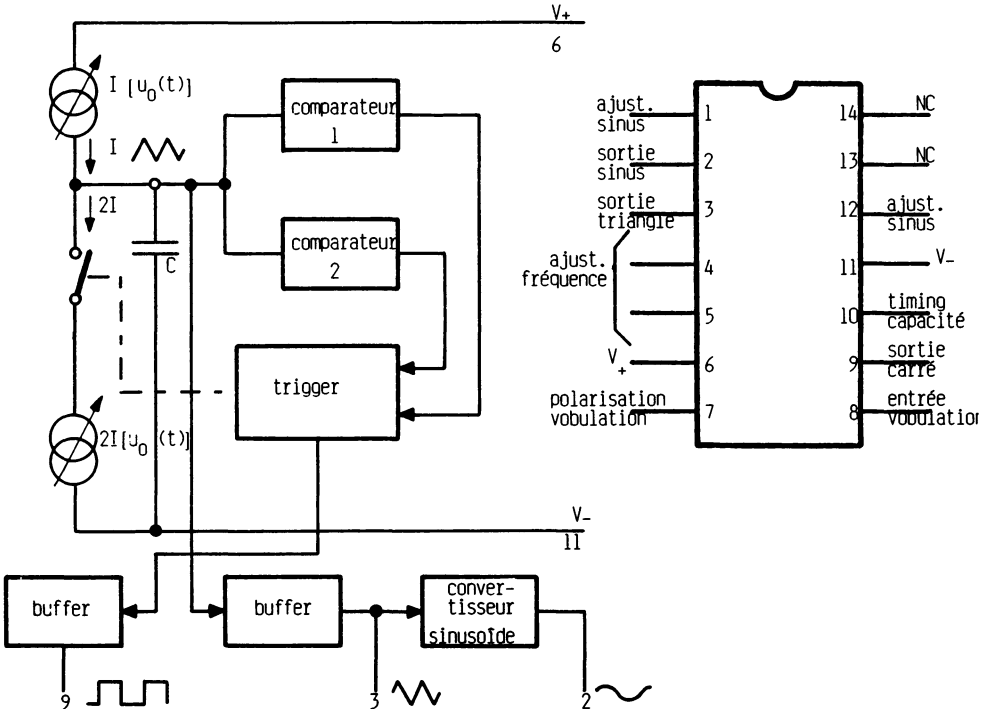 V+
6
I [u₀(t)]
I
2I
C
comparateur
1
comparateur
2
trigger
2I[u₀ (t)]
V-
11
buffer
buffer
conver-
tisseur
sinusoïde
9
3
2
ajust.
sinus
1
sortie
sinus
2
sortie
triangle
3
ajust.
fréquence
4
5
V+
6
polarisation
vobulation
7
14
NC
13
NC
12
ajust.
sinus
11
V-
10
timing
capacité
9
sortie
carré
8
entrée
vobulation